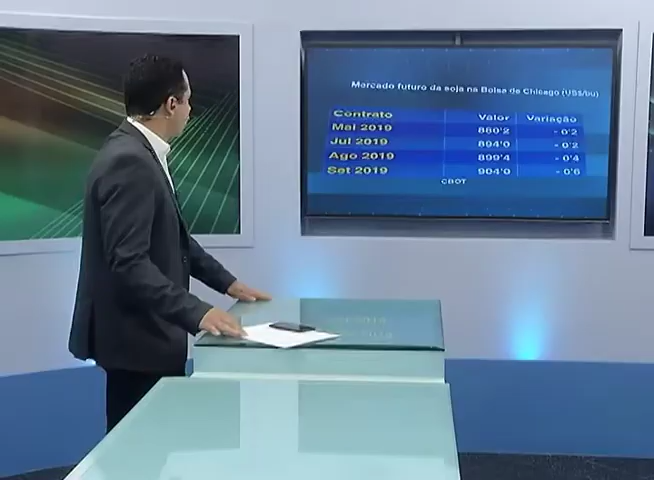 Mercado futuro da soja na Bolsa de Chicago (US$/bu)
Contrato Valor Variação
Mai 2019 880'2 - 0'2
Jul 2019 894'0 - 0'2
Ago 2019 899'4 - 0'4
Set 2019 904'0 - 0'6
CBOT